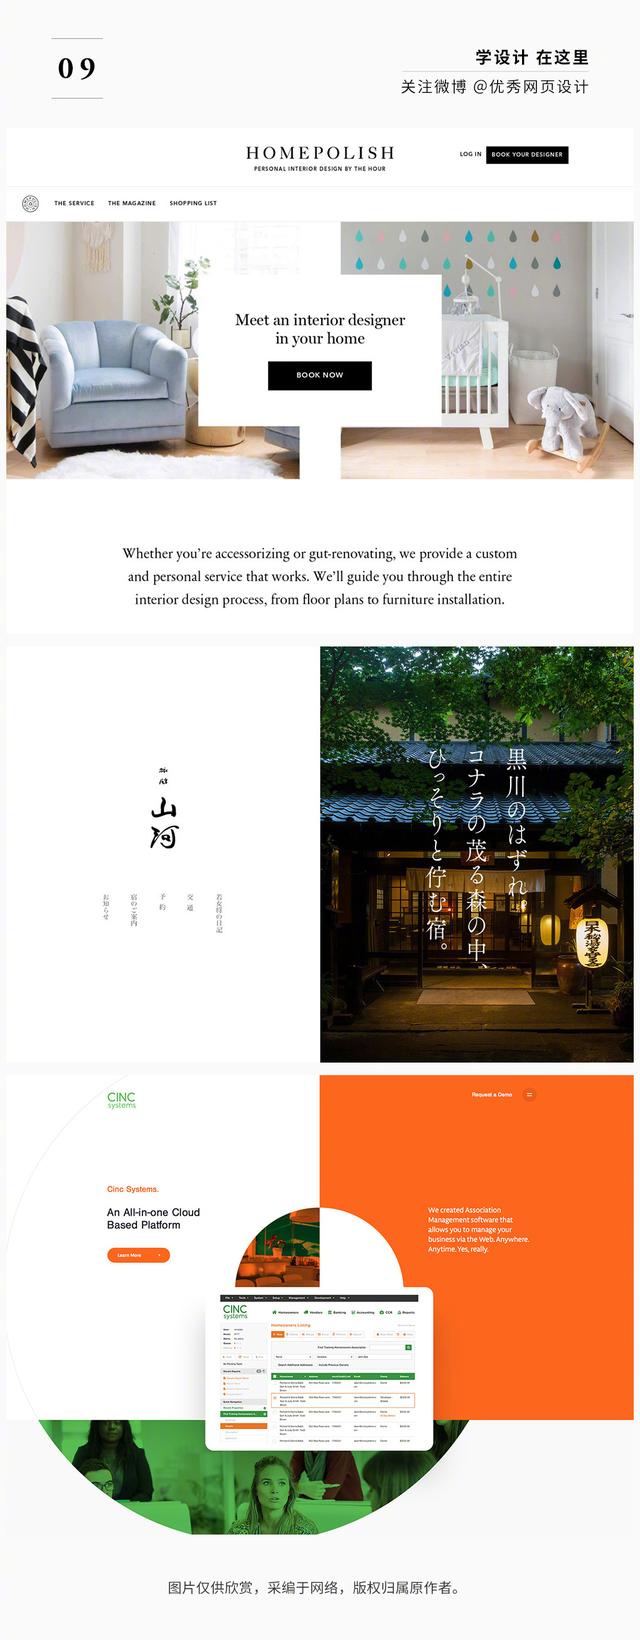 09
学设计 在这里
关注微博 @优秀网页设计
HOMEPOLISH
PERSONAL INTERIOR DESIGN BY THE HOUR
LOG IN
BOOK YOUR DESIGNER
THE SERVICE
THE MAGAZINE
SHOPPING LIST
Meet an interior designer
in your home
BOOK NOW
Whether you’re accessorizing or gut-renovating, we provide a custom
and personal service that works. We’ll guide you through the entire
interior design process, from floor plans to furniture installation.
山河
若女将の日記
交通
予約
宿のご案内
お知らせ
黒川のはずれ。
コナラの茂る森の中、
ひっそりと佇む宿。
CINC
systems
Request a Demo
Cinc Systems.
An All-in-one Cloud
Based Platform
Learn More
We created Association
Management software that
allows you to manage your
business via the Web. Anywhere.
Anytime. Yes, really.
CINC
systems
Homeowners
Vendors
Banking
Accounting
CCR
Reports
Homeowners Listing
图片仅供欣赏，采编于网络，版权归属原作者。